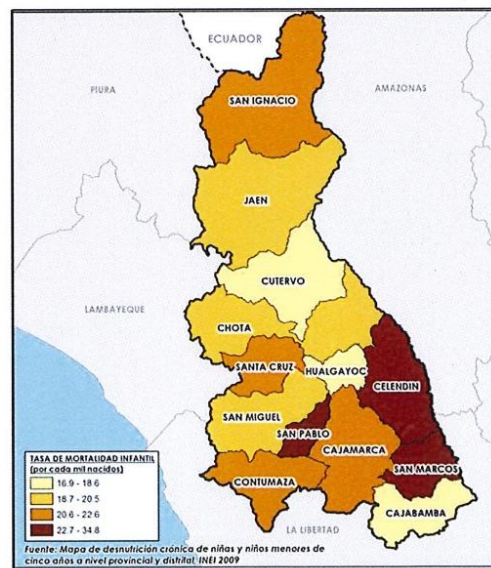 ECUADOR
PIURA
AMAZONAS
SAN IGNACIO
JAEN
CUTERVO
LAMBAYEQUE
CHOTA
SANTA CRUZ
HUALGAYOC
CELENDIN
SAN MIGUEL
SAN PABLO
CAJAMARCA
SAN MARCOS
CONTUMAZA
CAJABAMBA
LA LIBERTAD
TASA DE MORTALIDAD INFANTIL
(por cada mil nacidos)
16.9 - 18.6
18.7 - 20.5
20.6 - 22.6
22.7 - 34.8
Fuente: Mapa de desnutrición crónica de niñas y niños menores de
cinco años a nivel provincial y distrital, INEI 2009